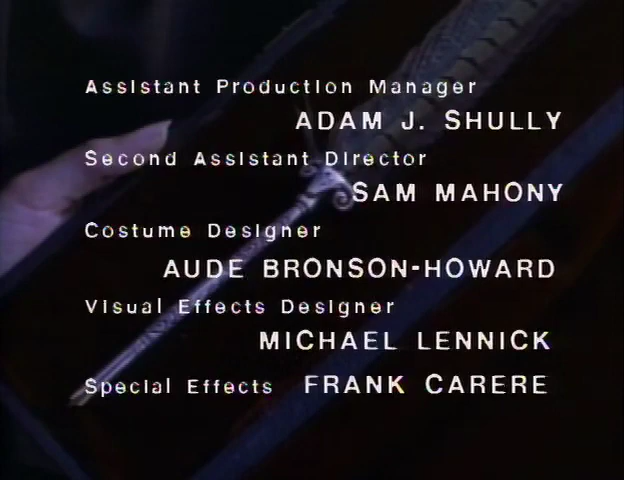 Assistant Production Manager
ADAM J. SHULLY
Second Assistant Director
SAM MAHONY
Costume Designer
AUDE BRONSON-HOWARD
Visual Effects Designer
MICHAEL LENNICK
Special Effects FRANK CARERE